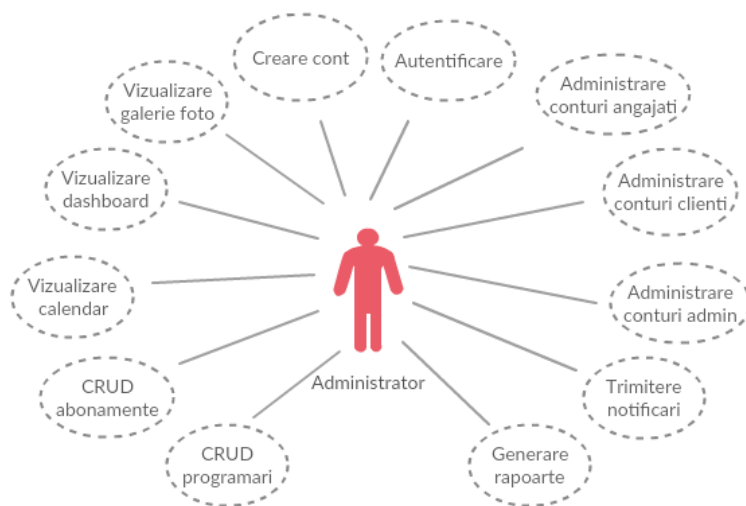 Creare cont
Autentificare
Vizualizare
galerie foto
Administrare
conturi angajati
Vizualizare
dashboard
Administrare
conturi clienti
Vizualizare
calendar
Administrare
conturi admin
CRUD
abonamente
Administrator
Trimitere
notificari
CRUD
programari
Generare
rapoarte